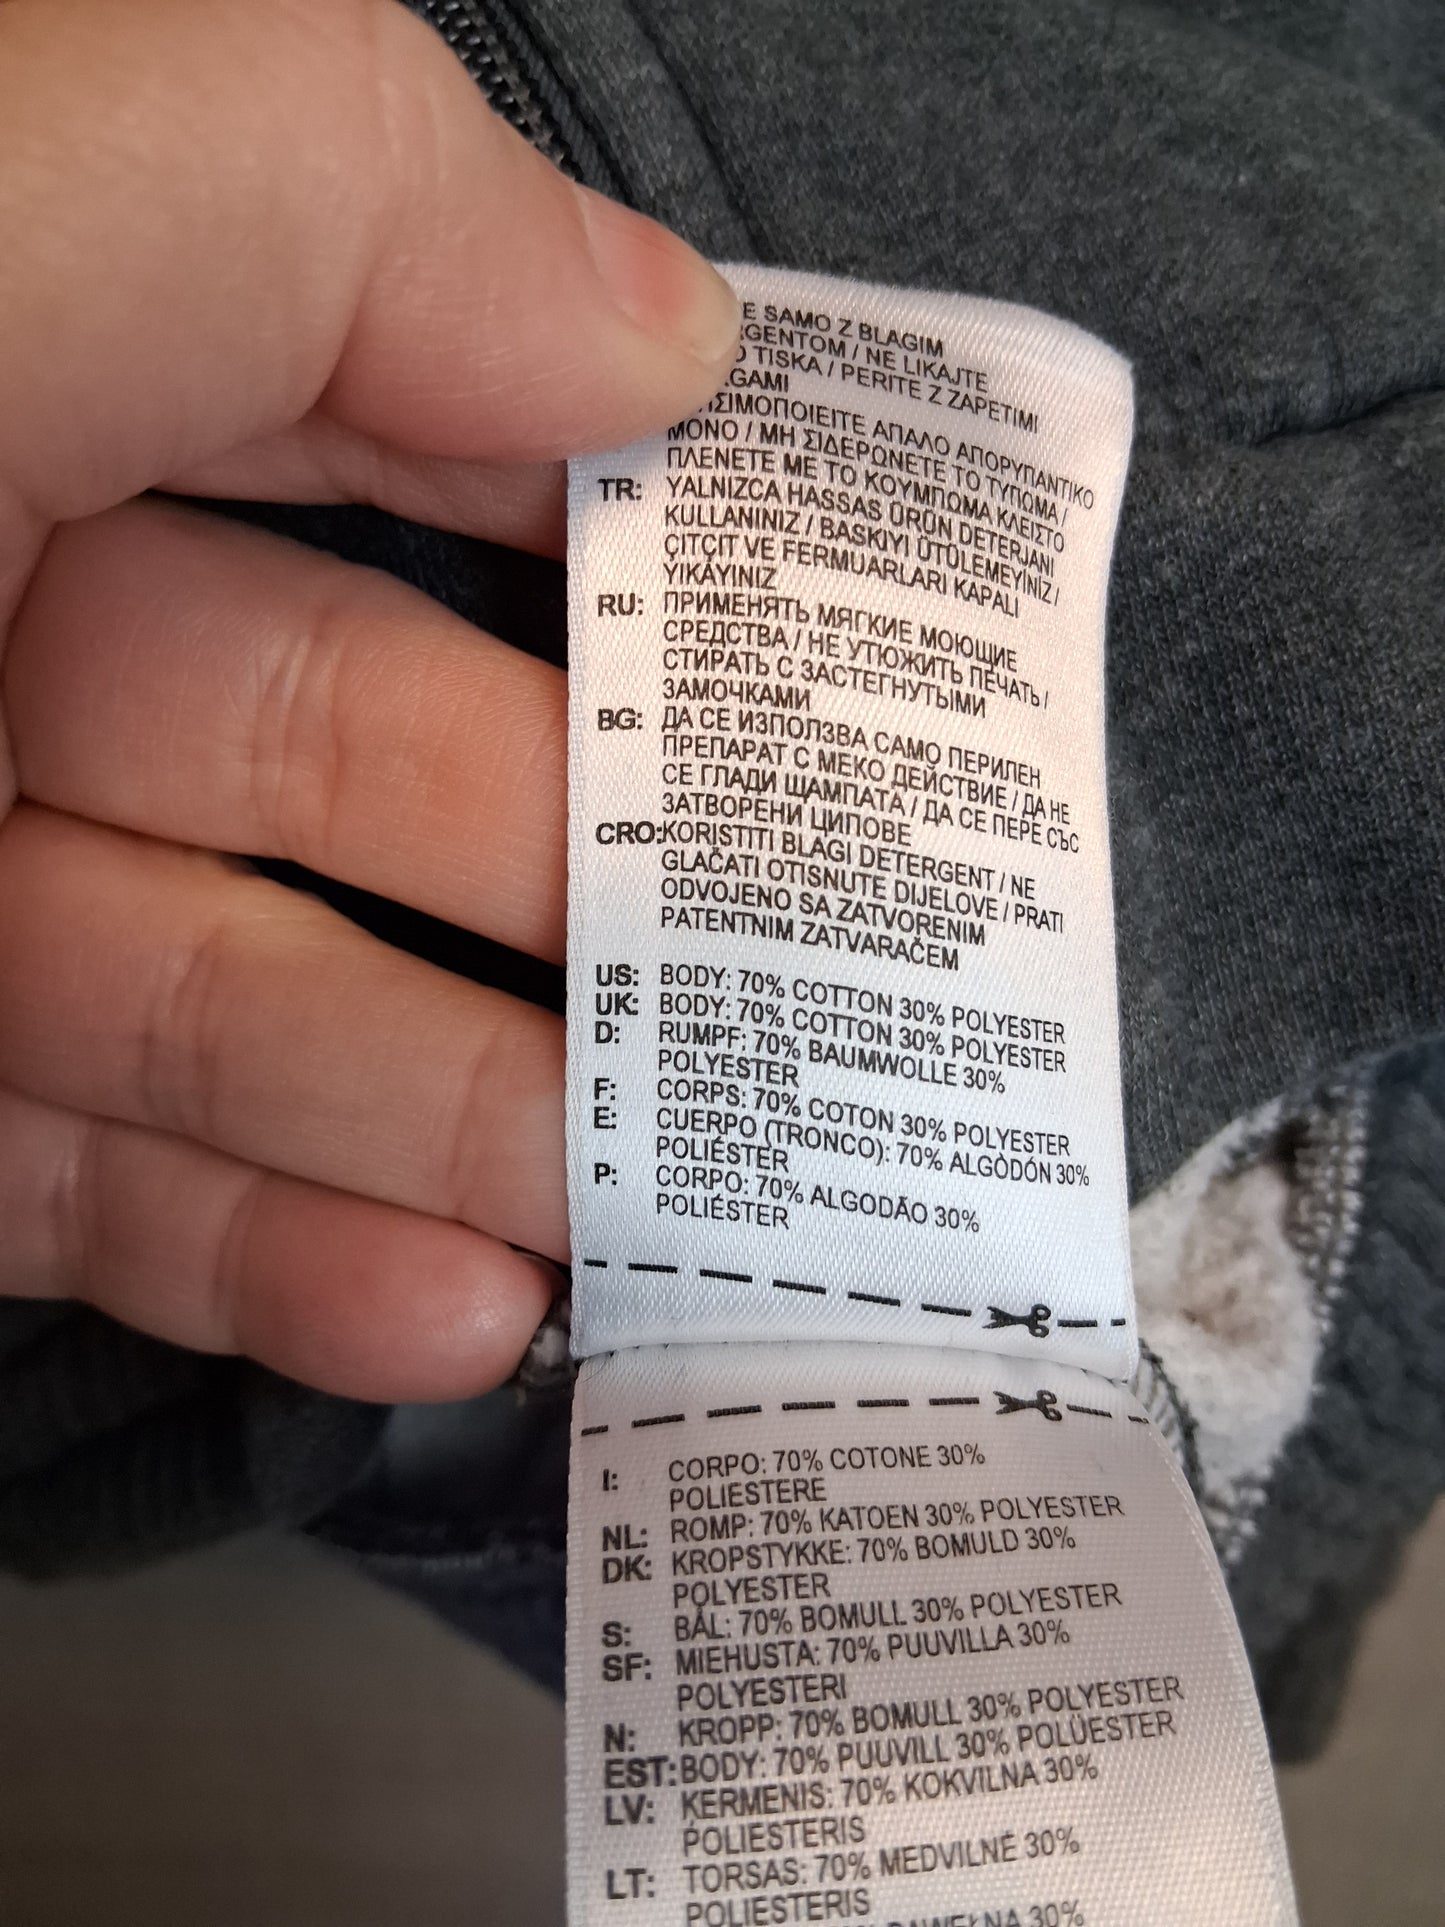 SAMO Z BLAGIM
/ NE LIKAJTE
TISKA / PERITE Z ZAPETIMI
ΑΠΑΛΟ ΑΠΟΡΥΠΑΝΤΙΚΟ
ΜΟΝΟ / ΜΗ ΣΙΔΕΡΩΝΕΤΕ ΤΟ ΤΥΠΩΜΑ /
ΠΛΕΝΕΤΕ ΜΕ ΤΟ ΚΟΥΜΠΩΜΑ ΚΛΕΙΣΤΟ
TR: YALNIZCA HASSAS ÜRÜN DETERJANI
KULLANINIZ / BASKIYI ÜTÜLEMEYİNİZ /
ÇITÇIT VE FERMUARLARI KAPALI
YIKAYINIZ
RU: ПРИМЕНЯТЬ МЯГКИЕ МОЮЩИЕ
СРЕДСТВА / НЕ УТЮЖИТЬ ПЕЧАТЬ /
СТИРАТЬ С ЗАСТЕГНУТЫМИ
ЗАМОЧКАМИ
BG: ДА СЕ ИЗПОЛЗВА САМО ПЕРИЛЕН
ПРЕПАРАТ С МЕКО ДЕЙСТВИЕ / ДА НЕ
СЕ ГЛАДИ ЩАМПАТА / ДА СЕ ПЕРЕ СЪС
ЗАТВОРЕНИ ЦИПОВЕ
CRO:KORISTITI BLAGI DETERGENT / NE
GLAČATI OTISNUTE DIJELOVE / PRATI
ODVOJENO SA ZATVORENIM
PATENTNIM ZATVARAČEM
US: BODY: 70% COTTON 30% POLYESTER
UK: BODY: 70% COTTON 30% POLYESTER
D: RUMPF: 70% BAUMWOLLE 30%
POLYESTER
F: CORPS: 70% COTON 30% POLYESTER
E: CUERPO (TRONCO): 70% ALGÒDÓN 30%
POLIÉSTER
P: CORPO: 70% ALGODÃO 30%
POLIÉSTER
I: CORPO: 70% COTONE 30%
POLIESTERE
NL: ROMP: 70% KATOEN 30% POLYESTER
DK: KROPSTYKKE: 70% BOMULD 30%
POLYESTER
S: BÅL: 70% BOMULL 30% POLYESTER
SF: MIEHUSTA: 70% PUUVILLA 30%
POLYESTERI
N: KROPP: 70% BOMULL 30% POLYESTER
EST: BODY: 70% PUUVILL 30% POLÜESTER
LV: ĶERMENIS: 70% KOKVILNA 30%
POLIESTERIS
LT: TORSAS: 70% MEDVILNĖ 30%
POLIESTERIS
30%